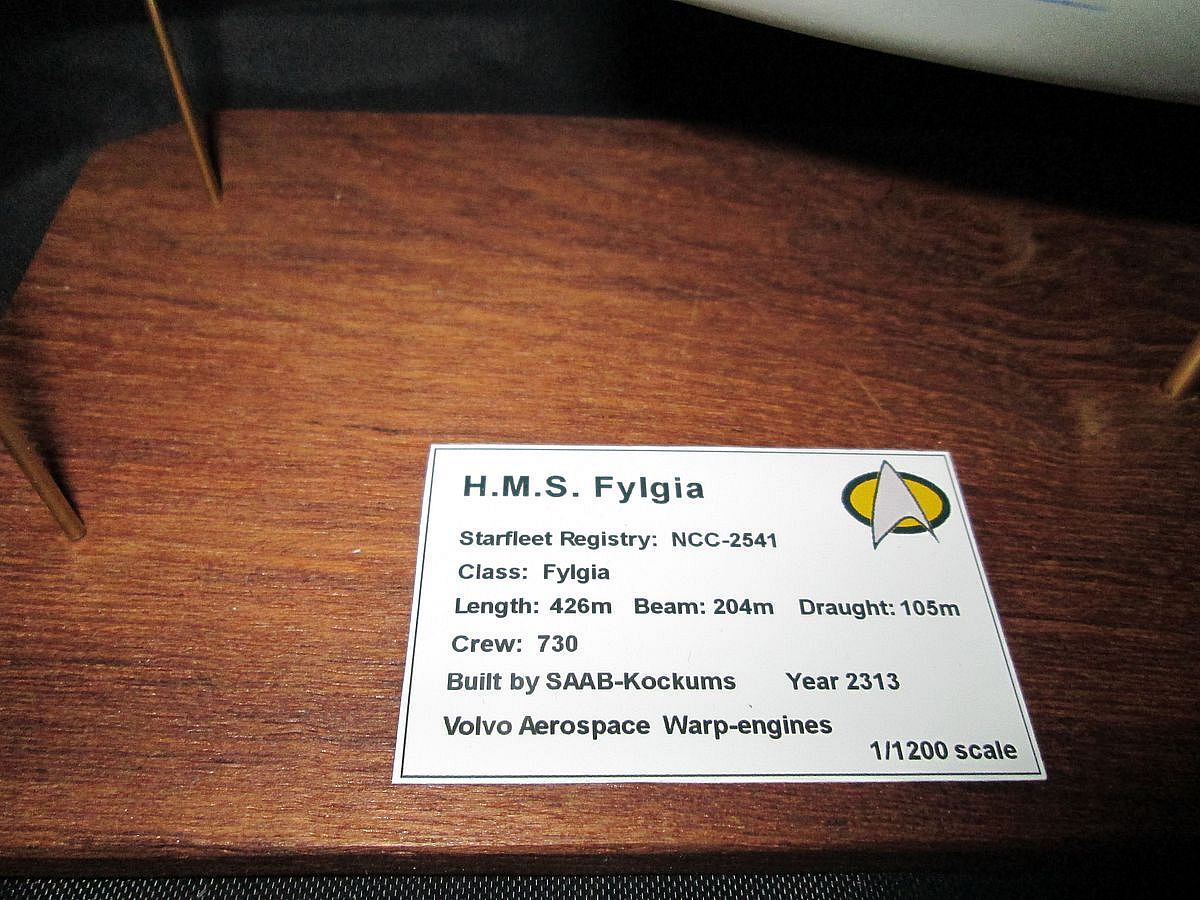 H.M.S. Fylgia
Starfleet Registry: NCC-2541
Class: Fylgia
Length: 426m Beam: 204m Draught: 105m
Crew: 730
Built by SAAB-Kockums Year 2313
Volvo Aerospace Warp-engines
1/1200 scale